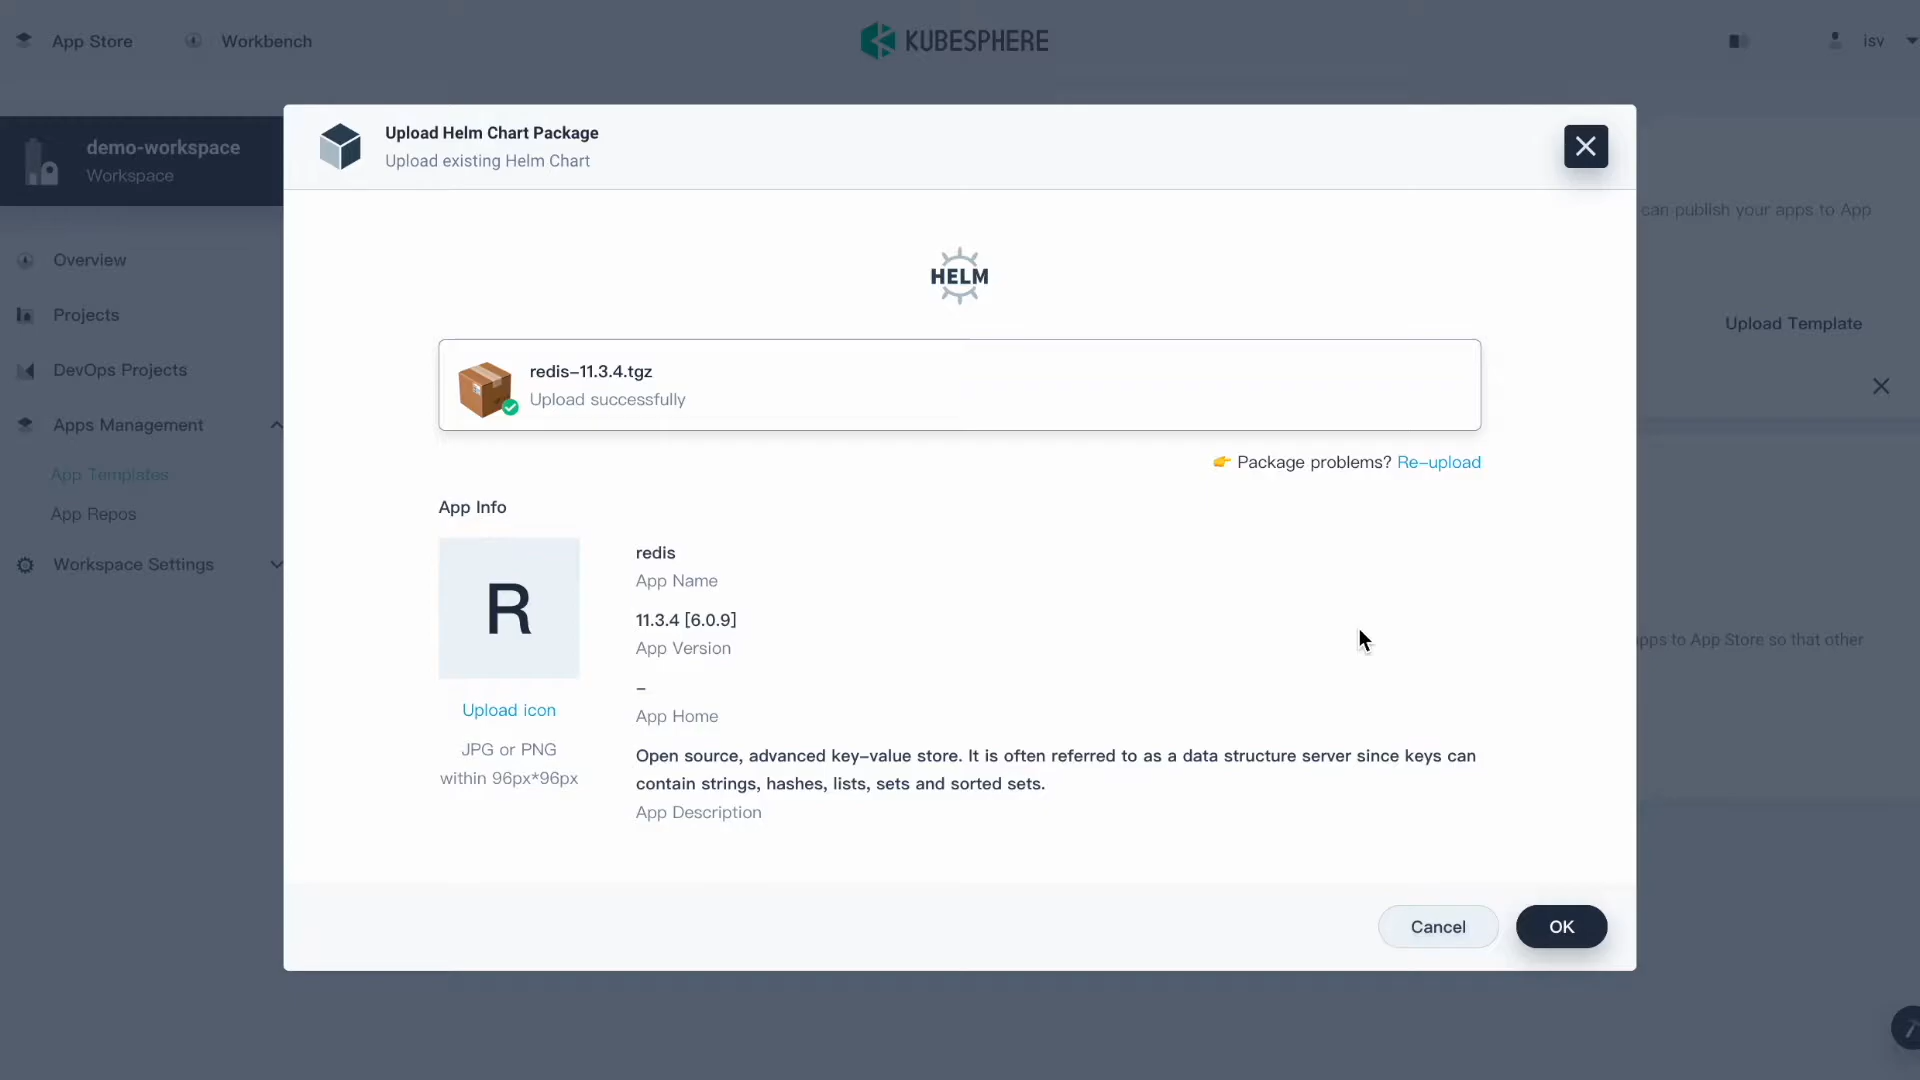 App Store
Workbench
KUBESPHERE
isv
demo-workspace
Workspace
Overview
Projects
DevOps Projects
Apps Management
App Templates
App Repos
Workspace Settings
Upload Helm Chart Package
Upload existing Helm Chart
HELM
redis-11.3.4.tgz
Upload successfully
👉 Package problems? Re-upload
App Info
R
Upload icon
JPG or PNG
within 96px*96px
redis
App Name
11.3.4 [6.0.9]
App Version
-
App Home
Open source, advanced key-value store. It is often referred to as a data structure server since keys can
contain strings, hashes, lists, sets and sorted sets.
App Description
Cancel
OK
can publish your apps to App
Upload Template
apps to App Store so that other